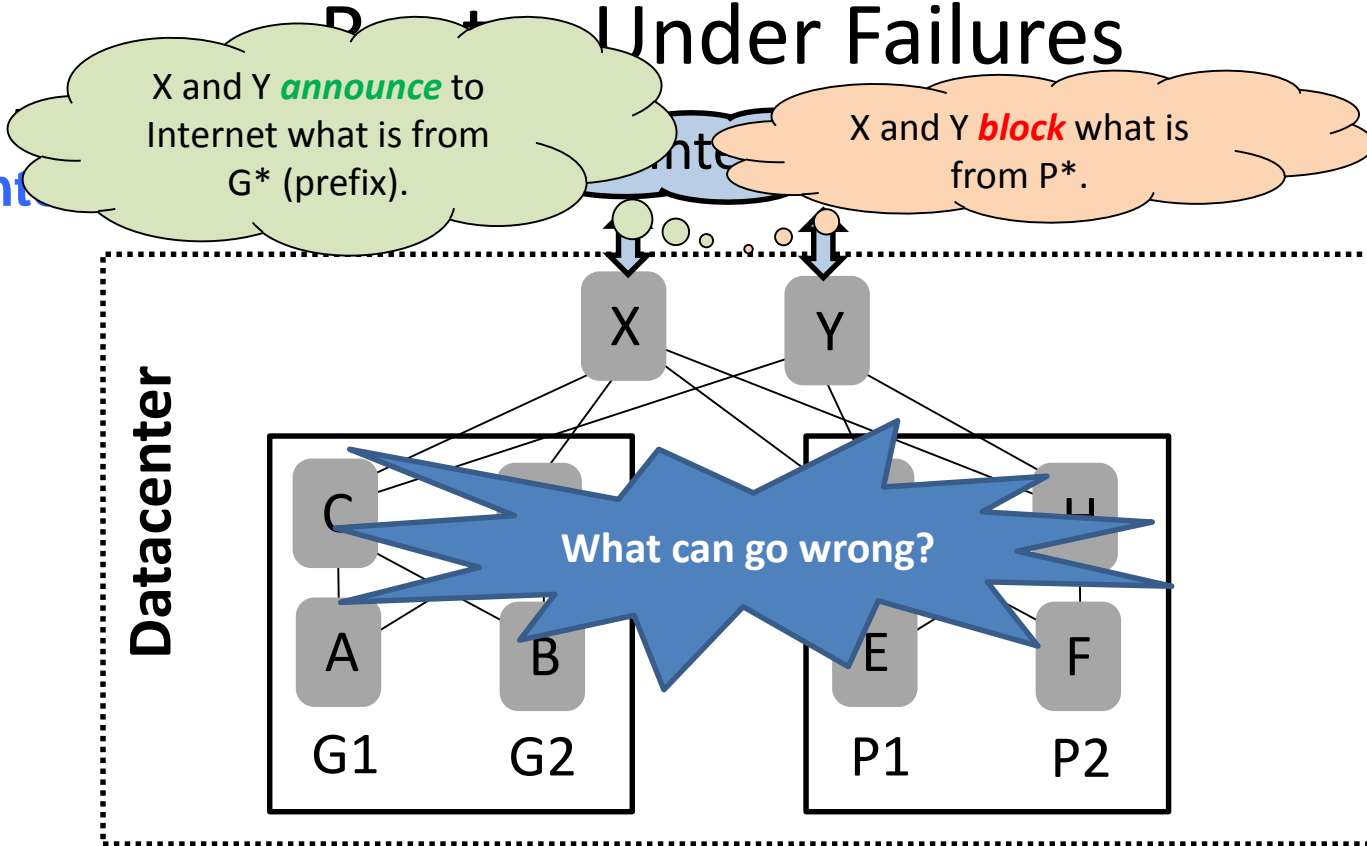 Under Failures
X and Y announce to
Internet what is from
G* (prefix).
X and Y block what is
from P*.
X
Y
Datacenter
C
What can go wrong?
A
B
E
F
G1
G2
P1
P2